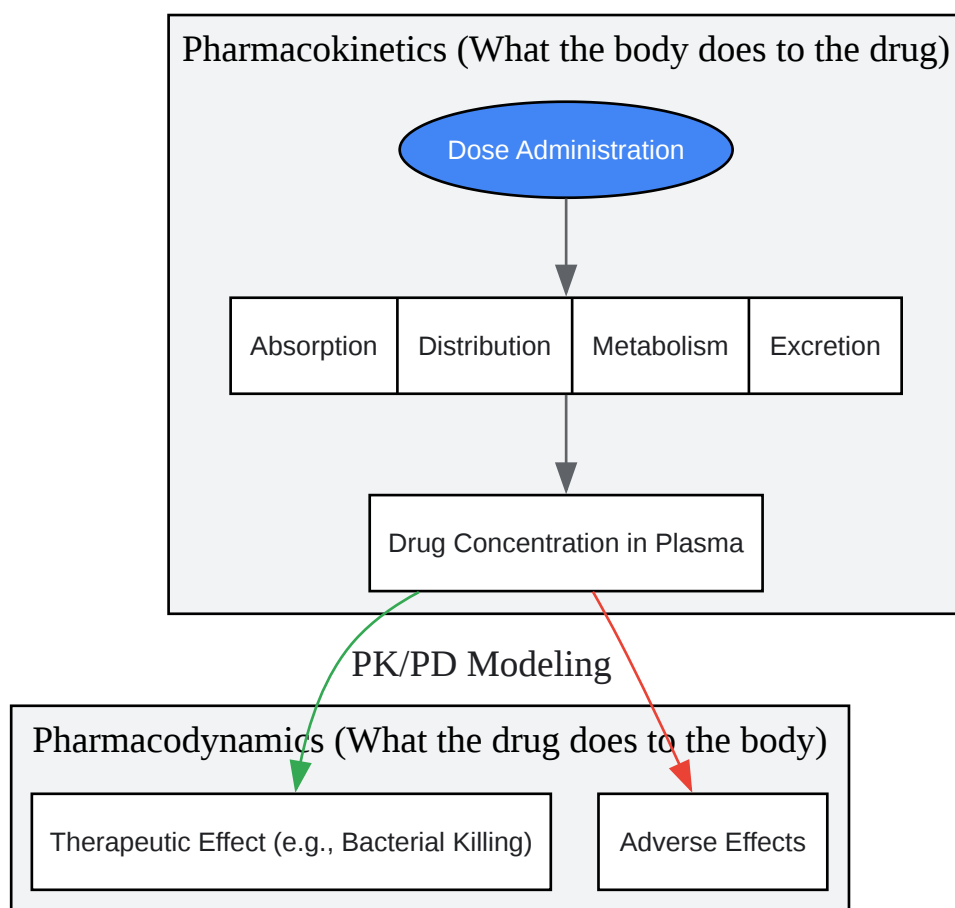 Pharmacokinetics (What the body does to the drug)
Dose Administration
Absorption
Distribution
Metabolism
Excretion
Drug Concentration in Plasma
PK/PD Modeling
Pharmacodynamics (What the drug does to the body)
Therapeutic Effect (e.g., Bacterial Killing)
Adverse Effects